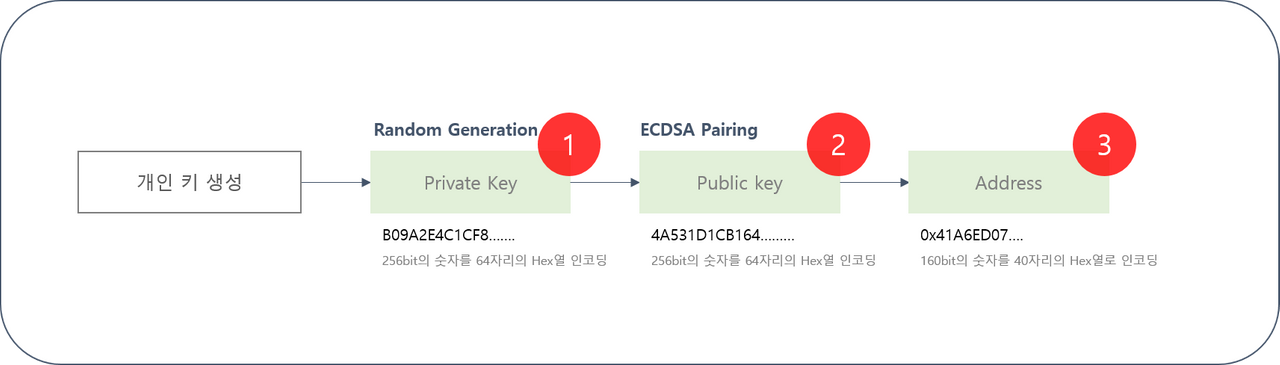 Random Generation
1
ECDSA Pairing
2
3
개인 키 생성
Private Key
Public key
Address
B09A2E4C1CF8.......
4A531D1CB164.........
0x41A6ED07....
256bit의 숫자를 64자리의 Hex열 인코딩
256bit의 숫자를 64자리의 Hex열 인코딩
160bit의 숫자를 40자리의 Hex열로 인코딩